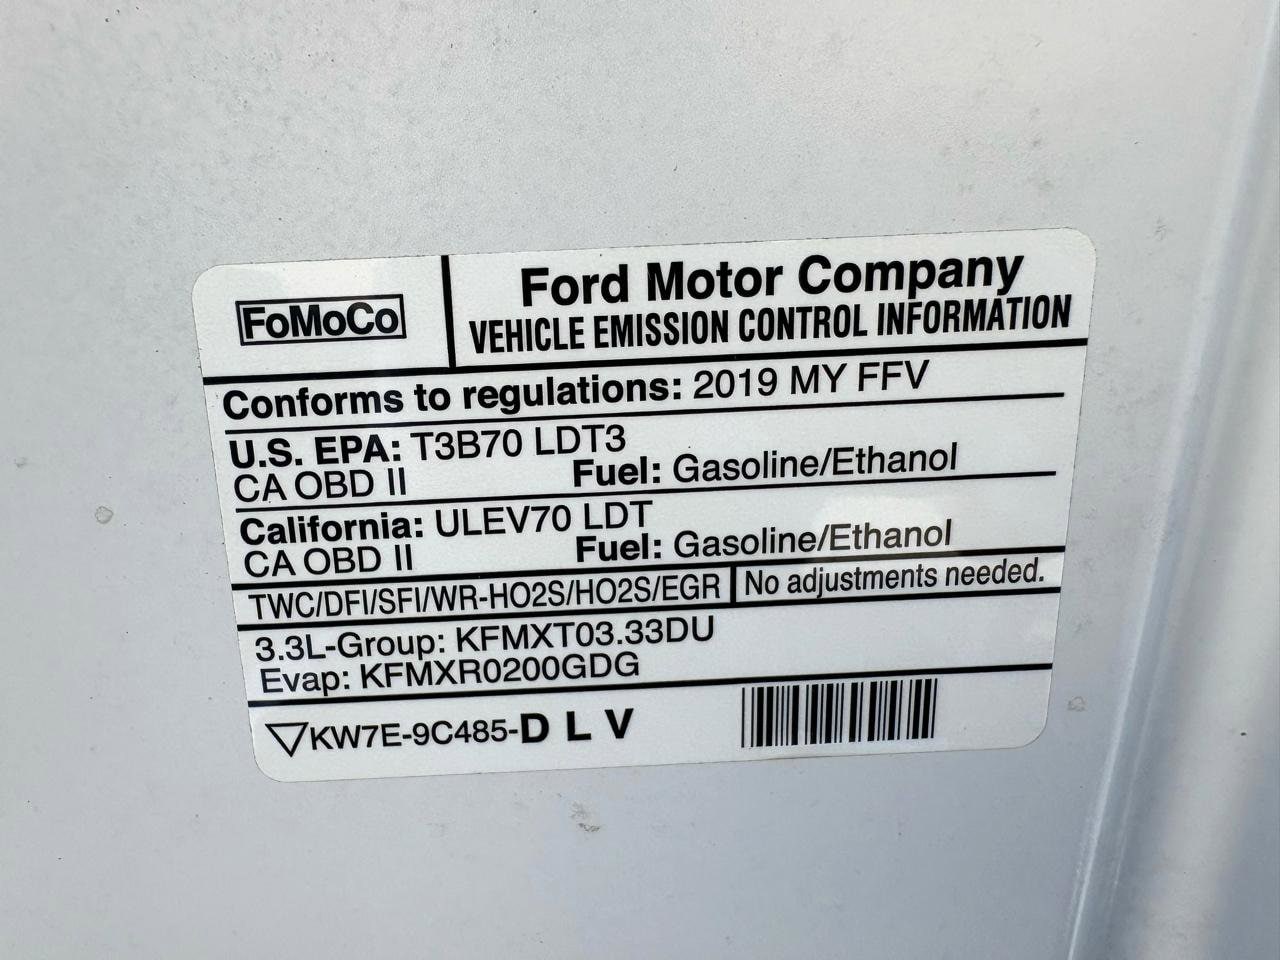 FoMoCo
Ford Motor Company
VEHICLE EMISSION CONTROL INFORMATION
Conforms to regulations: 2019 MY FFV
U.S. EPA: T3B70 LDT3
CA OBD II Fuel: Gasoline/Ethanol
California: ULEV70 LDT
CA OBD II Fuel: Gasoline/Ethanol
TWC/DFI/SFI/WR-HO2S/HO2S/EGR No adjustments needed.
3.3L-Group: KFMXT03.33DU
Evap: KFMXR0200GDG
KW7E-9C485-D L V